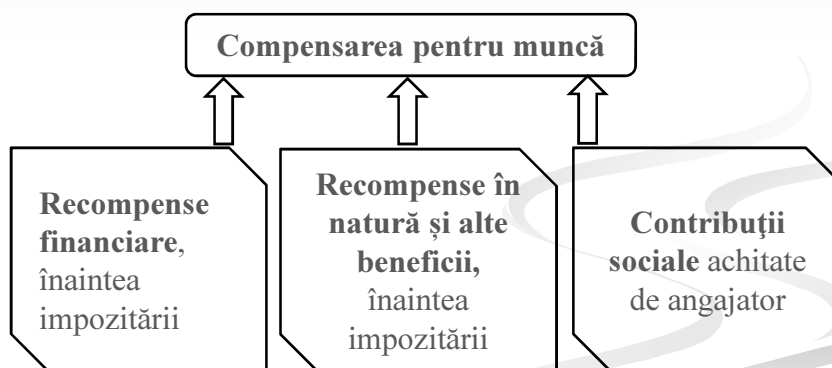 Compensarea pentru muncă
Recompense
financiare,
înaintea
impozitării
Recompense în
natură și alte
beneficii,
înaintea
impozitării
Contribuţii
sociale achitate
de angajator